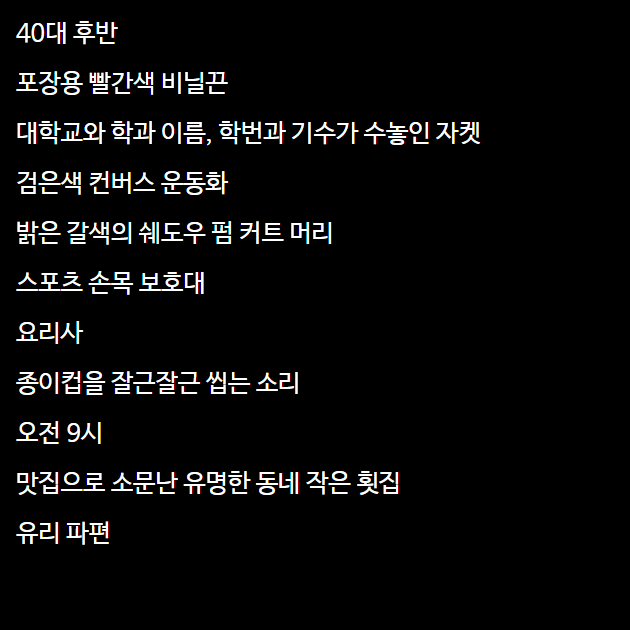 40대 후반
포장용 빨간색 비닐끈
대학교와 학과 이름, 학번과 기수가 수놓인 자켓
검은색 컨버스 운동화
밝은 갈색의 쉐도우 펌 커트 머리
스포츠 손목 보호대
요리사
종이컵을 잘근잘근 씹는 소리
오전 9시
맛집으로 소문난 유명한 동네 작은 횟집
유리 파편